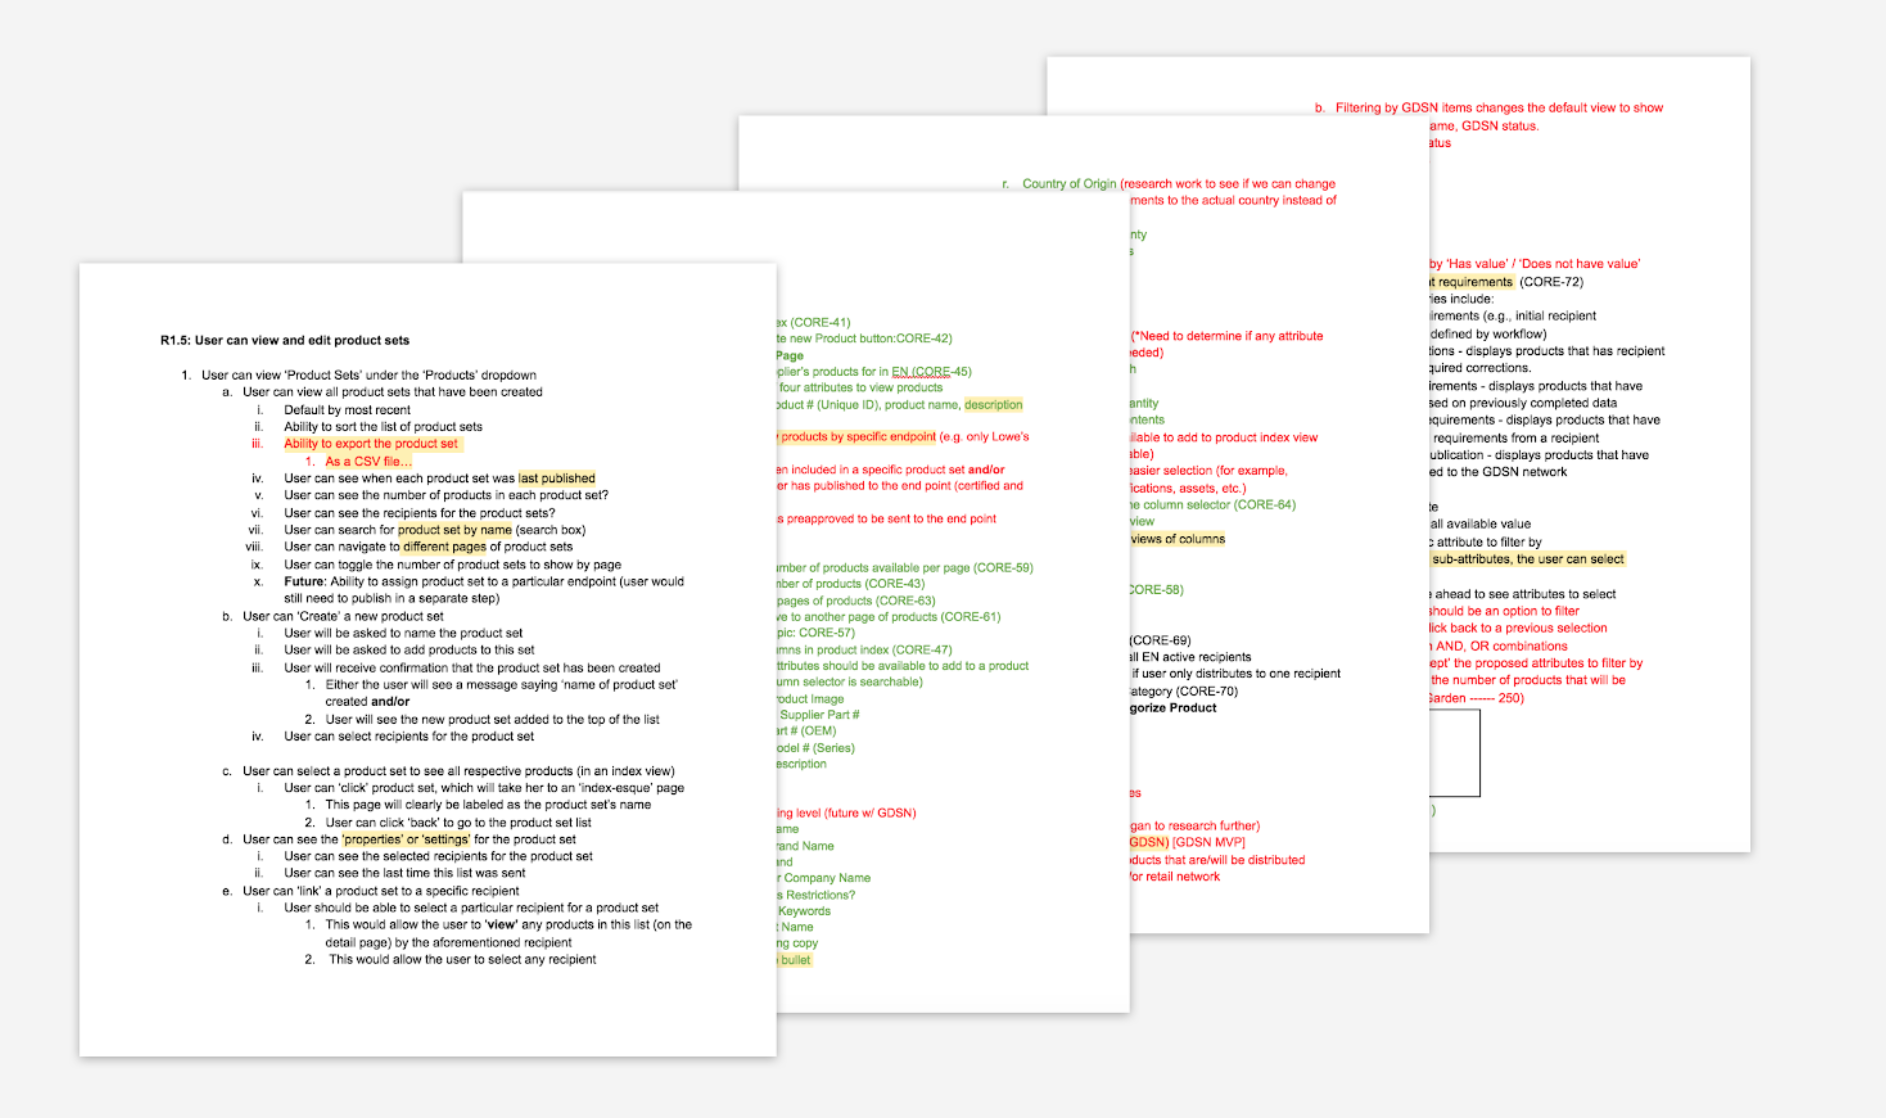 R1.5: User can view and edit product sets
1. User can view ‘Product Sets’ under the ‘Products’ dropdown
a. User can view all product sets that have been created
i. Default by most recent
ii. Ability to sort the list of product sets
iii. Ability to export the product set
1. As a CSV file...
iv. User can see when each product set was last published
v. User can see the number of products in each product set?
vi. User can see the recipients for the product sets?
vii. User can search for product set by name (search box)
viii. User can navigate to different pages of product sets
ix. User can toggle the number of product sets to show by page
x. Future: Ability to assign product set to a particular endpoint (user would
still need to publish in a separate step)
b. User can ‘Create’ a new product set
i. User will be asked to name the product set
ii. User will be asked to add products to this set
iii. User will receive confirmation that the product set has been created
1. Either the user will see a message saying ‘name of product set’
created and/or
2. User will see the new product set added to the top of the list
iv. User can select recipients for the product set
c. User can select a product set to see all respective products (in an index view)
i. User can ‘click’ product set, which will take her to an ‘index-esque’ page
1. This page will clearly be labeled as the product set’s name
2. User can click ‘back’ to go to the product set list
d. User can see the ‘properties’ or ‘settings’ for the product set
i. User can see the selected recipients for the product set
ii. User can see the last time this list was sent
e. User can ‘link’ a product set to a specific recipient
i. User should be able to select a particular recipient for a product set
1. This would allow the user to ‘view’ any products in this list (on the
detail page) by the aforementioned recipient
2. This would allow the user to select any recipient
ex (CORE-41)
te new Product button:CORE-42)
Page
plier’s products for in EN (CORE-45)
four attributes to view products
oduct # (Unique ID), product name, description
y products by specific endpoint (e.g. only Lowe’s
en included in a specific product set and/or
er has published to the end point (certified and
s preapproved to be sent to the end point
umber of products available per page (CORE-59)
nber of products (CORE-43)
pages of products (CORE-63)
ve to another page of products (CORE-61)
pic: CORE-57)
umns in product index (CORE-47)
ttributes should be available to add to a product
umn selector is searchable)
roduct Image
Supplier Part #
art # (OEM)
odel # (Series)
escription
ing level (future w/ GDSN)
ame
rand Name
and
r Company Name
s Restrictions?
Keywords
t Name
ng copy
bullet
r. Country of Origin (research work to see if we can change
ments to the actual country instead of
nty
s
(*Need to determine if any attribute
eeded)
h
antity
ontents
ilable to add to product index view
able)
easier selection (for example,
fications, assets, etc.)
ne column selector (CORE-64)
view
views of columns
CORE-58)
(CORE-69)
all EN active recipients
if user only distributes to one recipient
ategory (CORE-70)
gorize Product
es
gan to research further)
GDSN) [GDSN MVP]
oducts that are/will be distributed
/or retail network
b. Filtering by GDSN items changes the default view to show
ame, GDSN status.
atus
by ‘Has value’ / ‘Does not have value’
t requirements (CORE-72)
ries include:
irements (e.g., initial recipient
defined by workflow)
tions - displays products that has recipient
quired corrections.
irements - displays products that have
sed on previously completed data
equirements - displays products that have
requirements from a recipient
ublication - displays products that have
ed to the GDSN network
te
all available value
c attribute to filter by
sub-attributes, the user can select
e ahead to see attributes to select
should be an option to filter
lick back to a previous selection
n AND, OR combinations
ept’ the proposed attributes to filter by
the number of products that will be
Garden ------ 250)
)